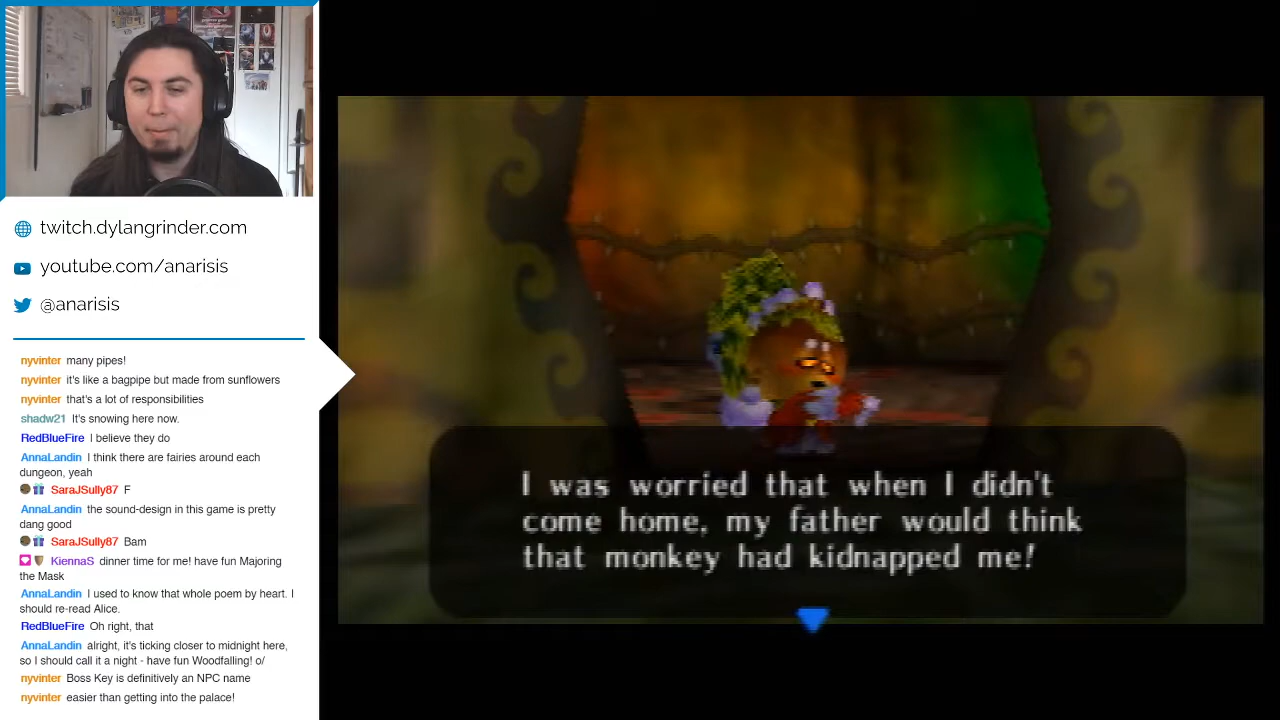 twitch.dylangrinder.com
youtube.com/anarisis
@anarisis
nyvinter many pipes!
nyvinter it's like a bagpipe but made from sunflowers
nyvinter that's a lot of responsibilities
shadw21 It's snowing here now.
RedBlueFire I believe they do
AnnaLandin I think there are fairies around each
dungeon, yeah
SaraJSully87 F
AnnaLandin the sound-design in this game is pretty
dang good
SaraJSully87 Bam
KiennaS dinner time for me! have fun Majoring
the Mask
AnnaLandin I used to know that whole poem by heart. I
should re-read Alice.
RedBlueFire Oh right, that
AnnaLandin alright, it's ticking closer to midnight here,
so I should call it a night - have fun Woodfalling! o/
nyvinter Boss Key is definitively an NPC name
nyvinter easier than getting into the palace!
I was worried that when I didn't
come home, my father would think
that monkey had kidnapped me!